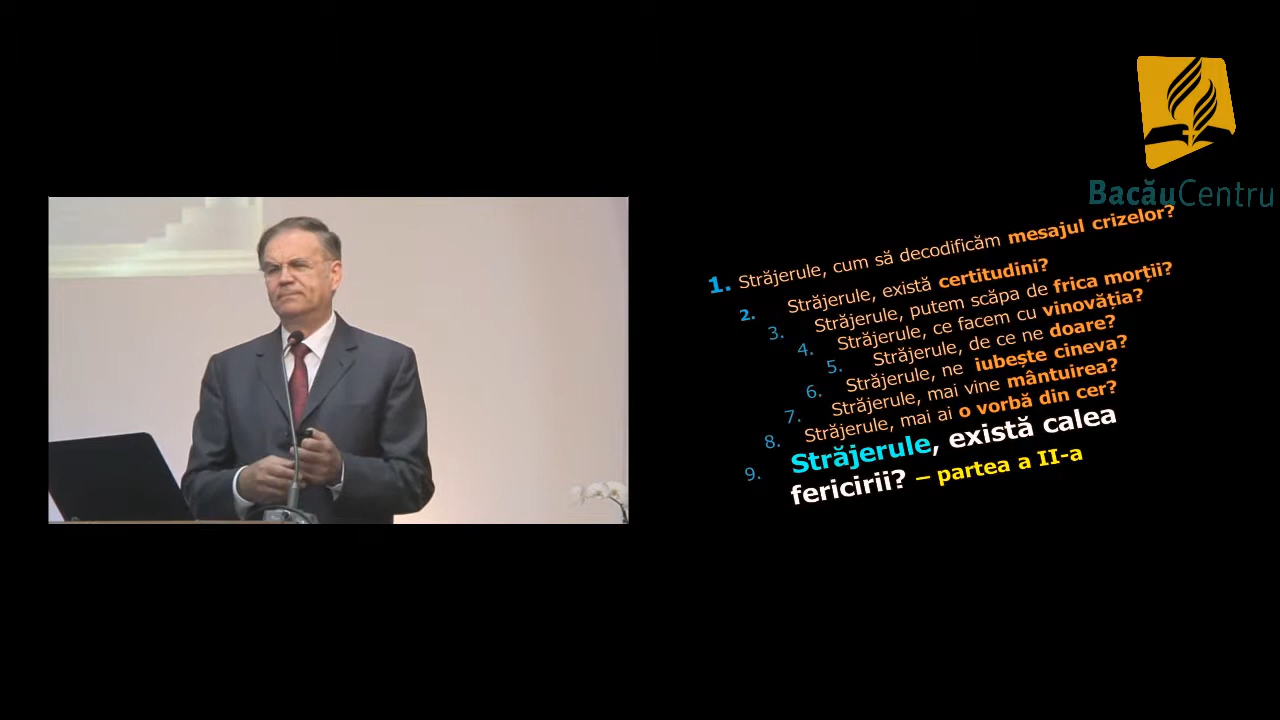 BacăuCentru
1. Străjerule, cum să decodificăm mesajul crizelor?
2. Străjerule, există certitudini?
3. Străjerule, putem scăpa de frica morții?
4. Străjerule, ce facem cu vinovăția?
5. Străjerule, de ce ne doare?
6. Străjerule, ne iubește cineva?
7. Străjerule, mai vine mântuirea?
8. Străjerule, mai ai o vorbă din cer?
9. Străjerule, există calea
fericirii? – partea a II-a